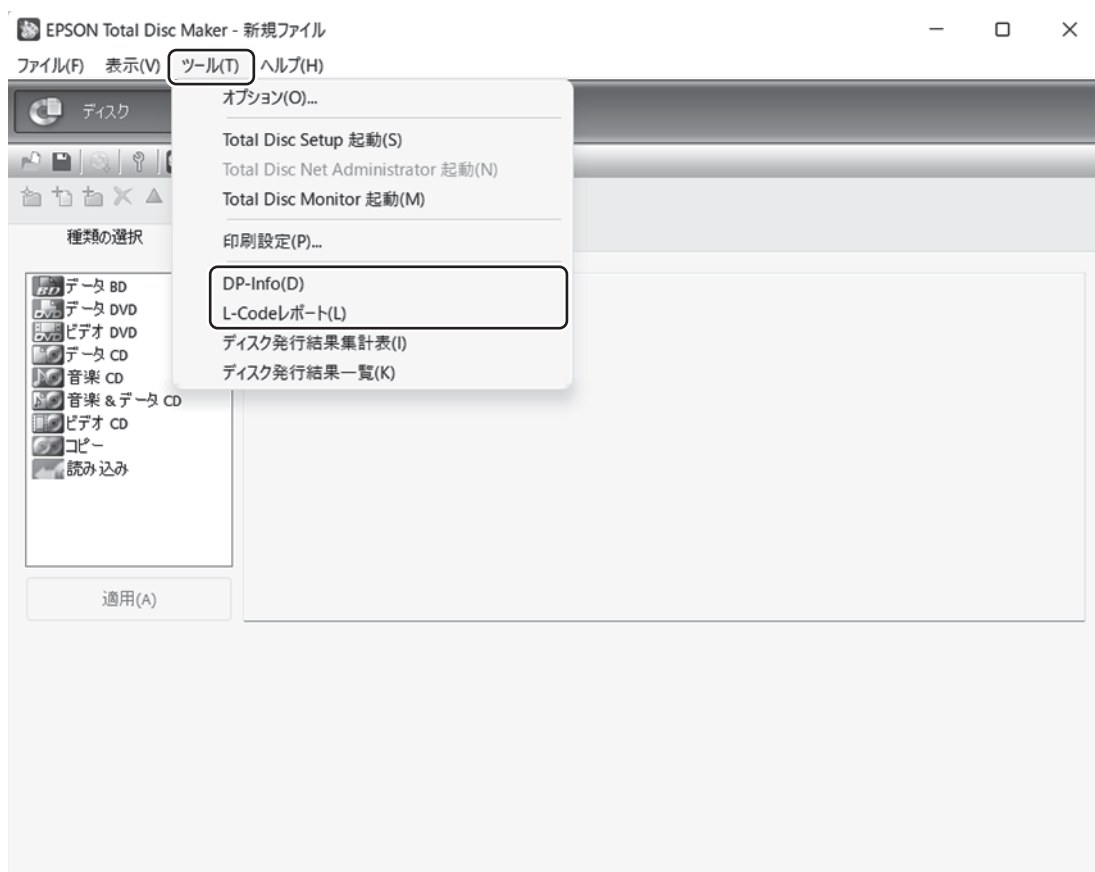 EPSON Total Disc Maker - 新規ファイル
ファイル(F) 表示(V) ツール(T) ヘルプ(H)
ディスク
オプション(O)...
Total Disc Setup 起動(S)
Total Disc Net Administrator 起動(N)
Total Disc Monitor 起動(M)
印刷設定(P)...
DP-Info(D)
L-Codeレポート(L)
ディスク発行結果集計表(I)
ディスク発行結果一覧(K)
種類の選択
データ BD
データ DVD
ビデオ DVD
データ CD
音楽 CD
音楽 & データ CD
ビデオ CD
コピー
読み込み
適用(A)